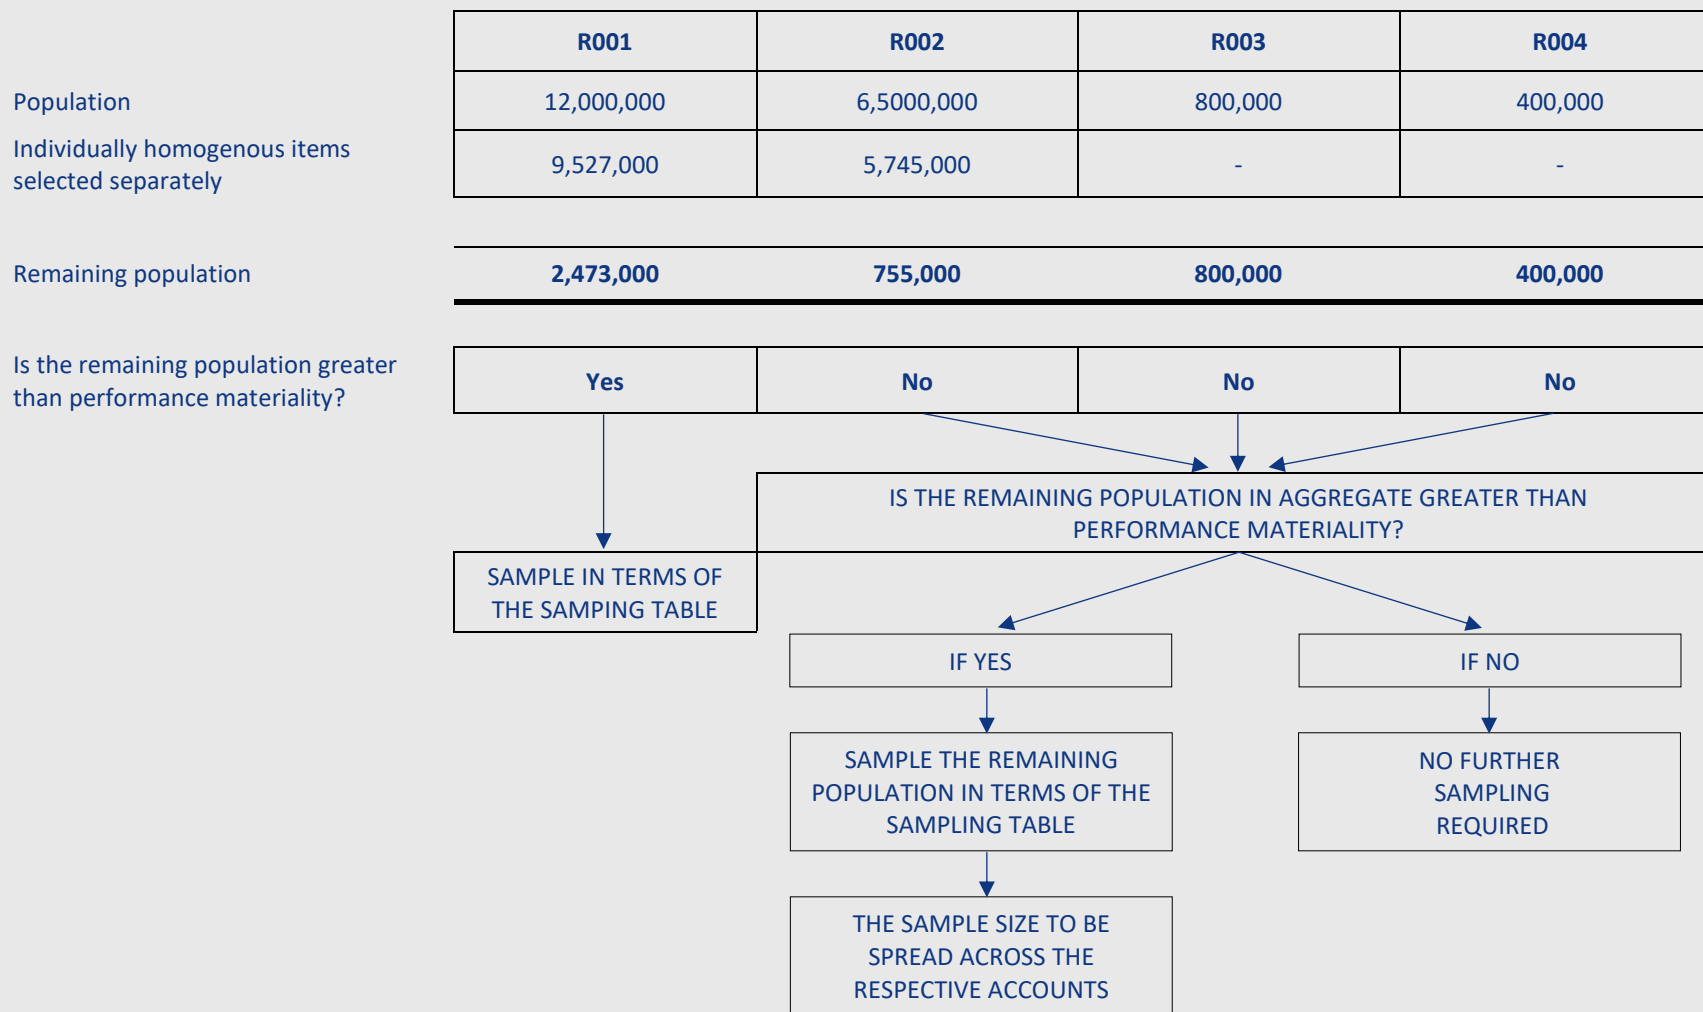 R001 R002 R003 R004
Population 12,000,000 6,5000,000 800,000 400,000
Individually homogenous items
selected separately 9,527,000 5,745,000 - -
Remaining population 2,473,000 755,000 800,000 400,000
Is the remaining population greater
than performance materiality? Yes No No No
IS THE REMAINING POPULATION IN AGGREGATE GREATER THAN
PERFORMANCE MATERIALITY?
SAMPLE IN TERMS OF
THE SAMPING TABLE
IF YES
IF NO
SAMPLE THE REMAINING
POPULATION IN TERMS OF THE
SAMPLING TABLE
NO FURTHER
SAMPLING
REQUIRED
THE SAMPLE SIZE TO BE
SPREAD ACROSS THE
RESPECTIVE ACCOUNTS